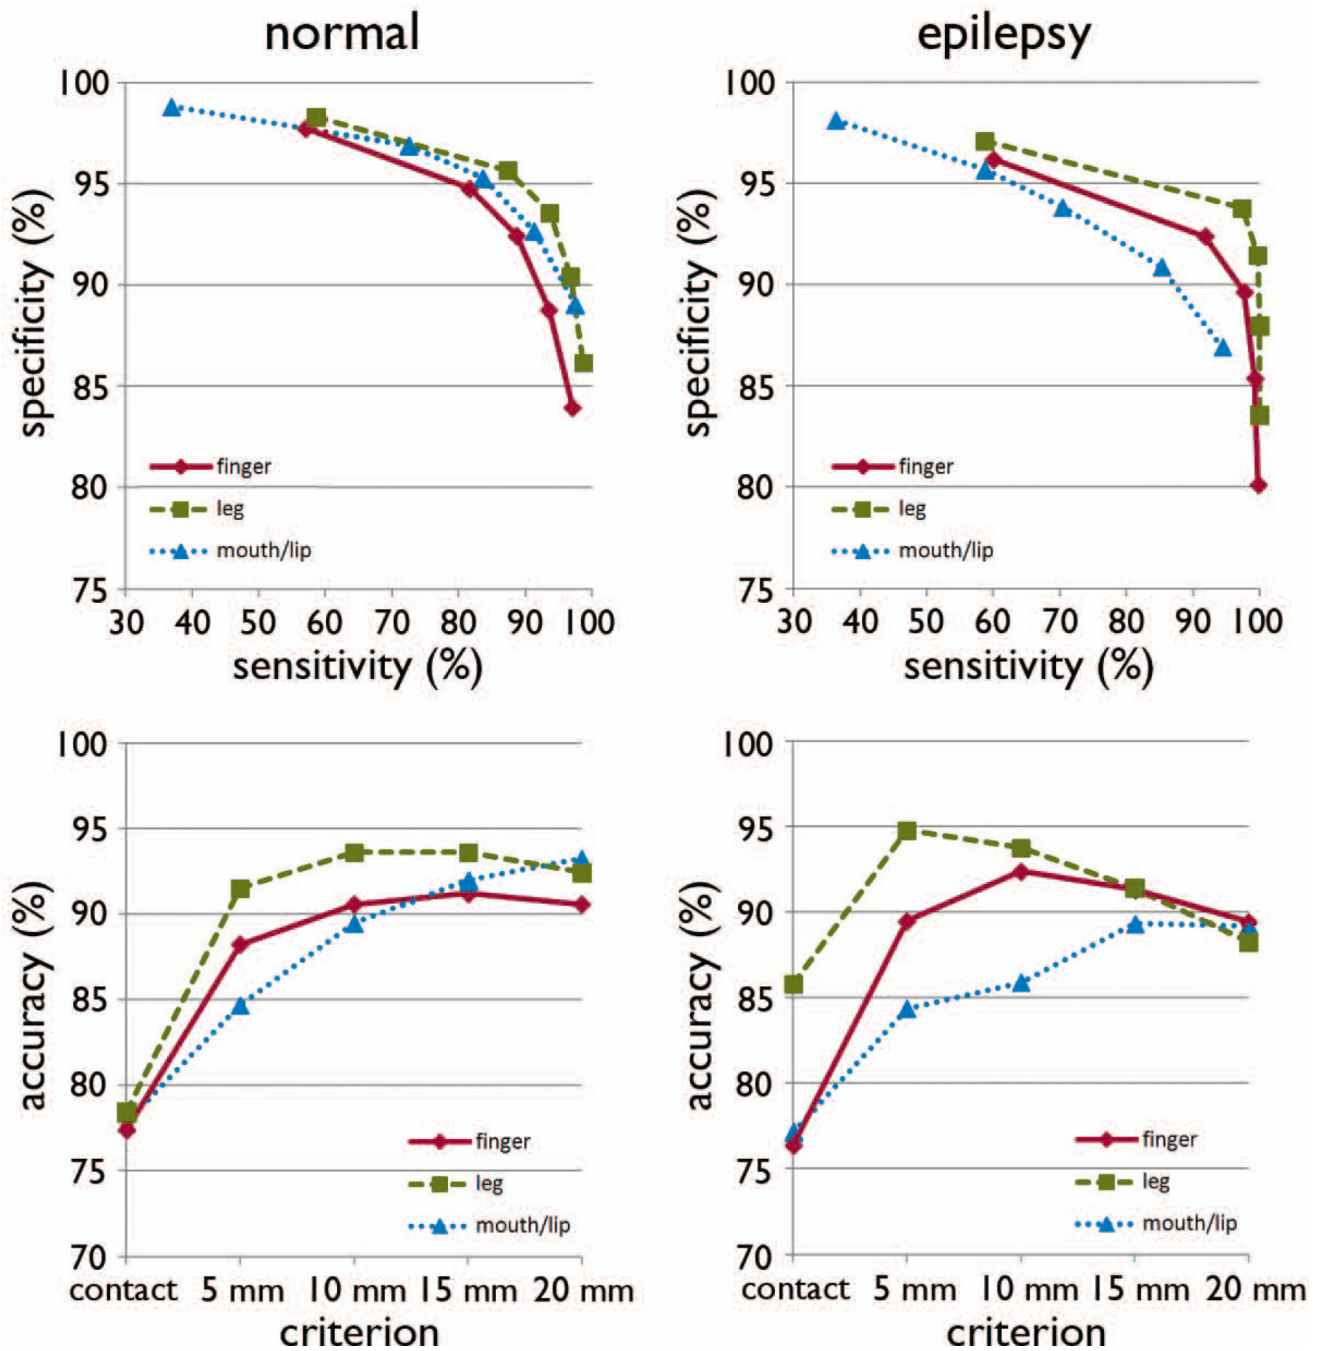 normal
epilepsy
100
95
90
85
80
75
specificity (%)
finger
leg
mouth/lip
30 40 50 60 70 80 90 100
sensitivity (%)
100
95
90
85
80
75
specificity (%)
finger
leg
mouth/lip
30 40 50 60 70 80 90 100
sensitivity (%)
100
95
90
85
80
75
70
accuracy (%)
finger
leg
mouth/lip
contact 5 mm 10 mm 15 mm 20 mm
criterion
100
95
90
85
80
75
70
accuracy (%)
finger
leg
mouth/lip
contact 5 mm 10 mm 15 mm 20 mm
criterion